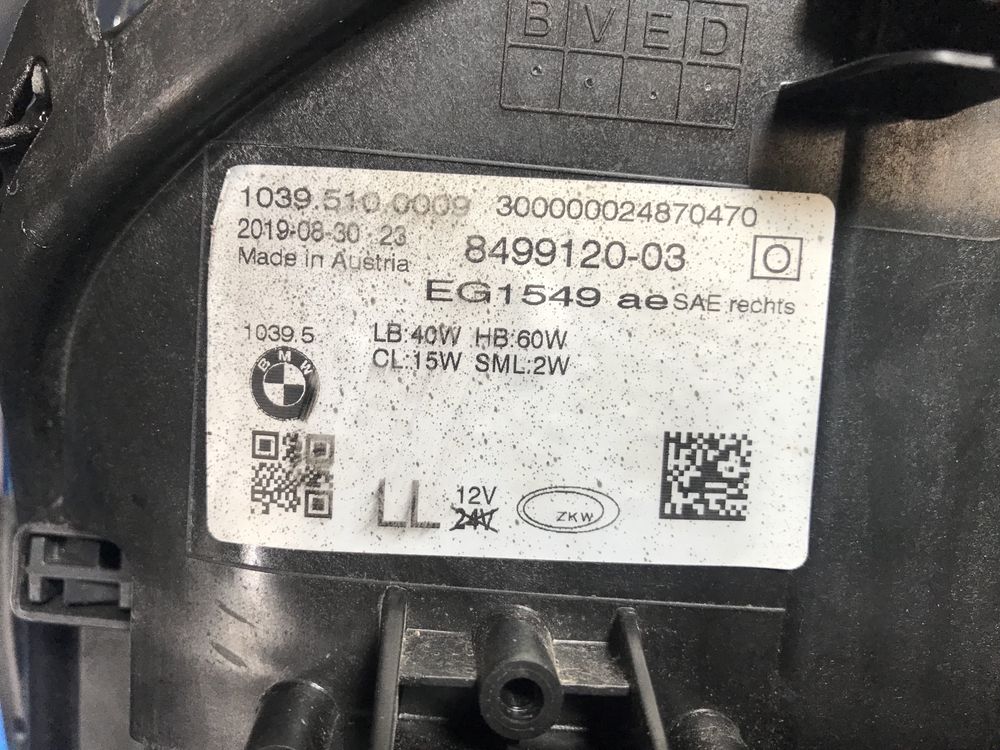 B V E D
1039.510.0009 300000024870470
2019-08-30 23 8499120-03 O
Made in Austria
EG1549 ae SAE rechts
1039.5 LB:40W HB:60W
CL:15W SML:2W
BMW
LL 12V
24V
ZKW